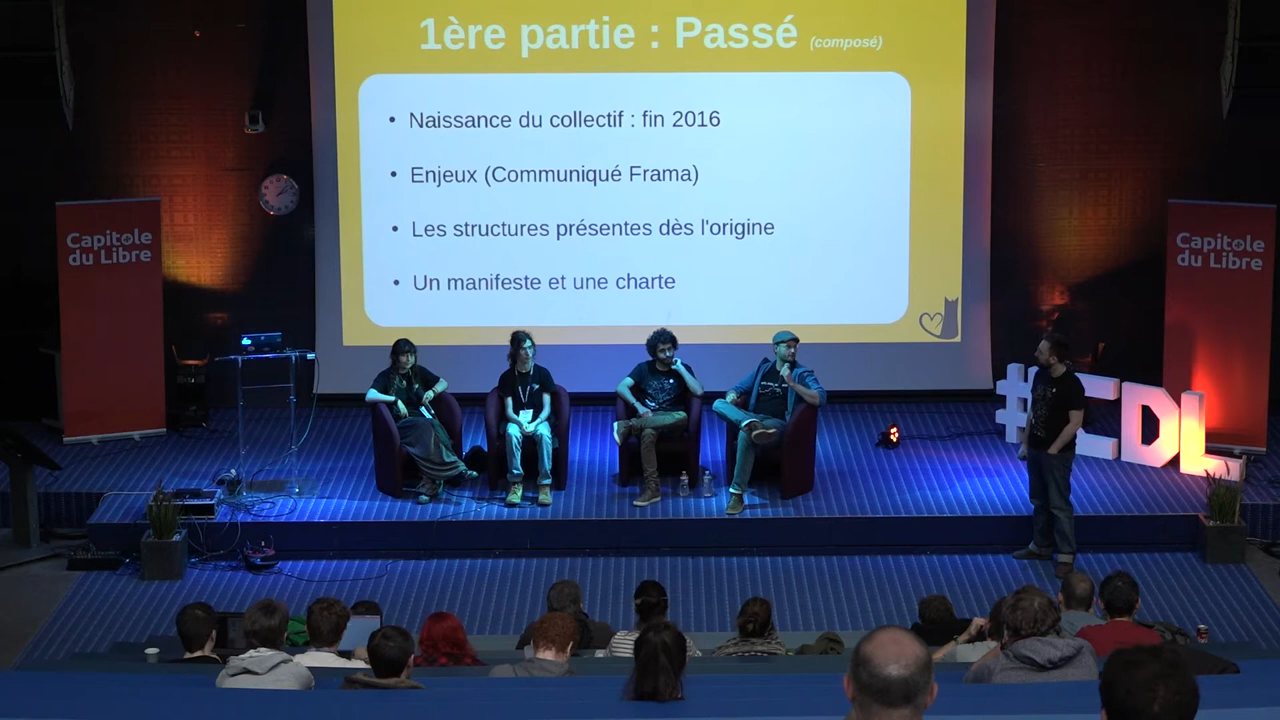 1ère partie : Passé (composé)
• Naissance du collectif : fin 2016
• Enjeux (Communiqué Frama)
• Les structures présentes dès l'origine
• Un manifeste et une charte
Capitole
du Libre
Capitole
du Libre
#CDL